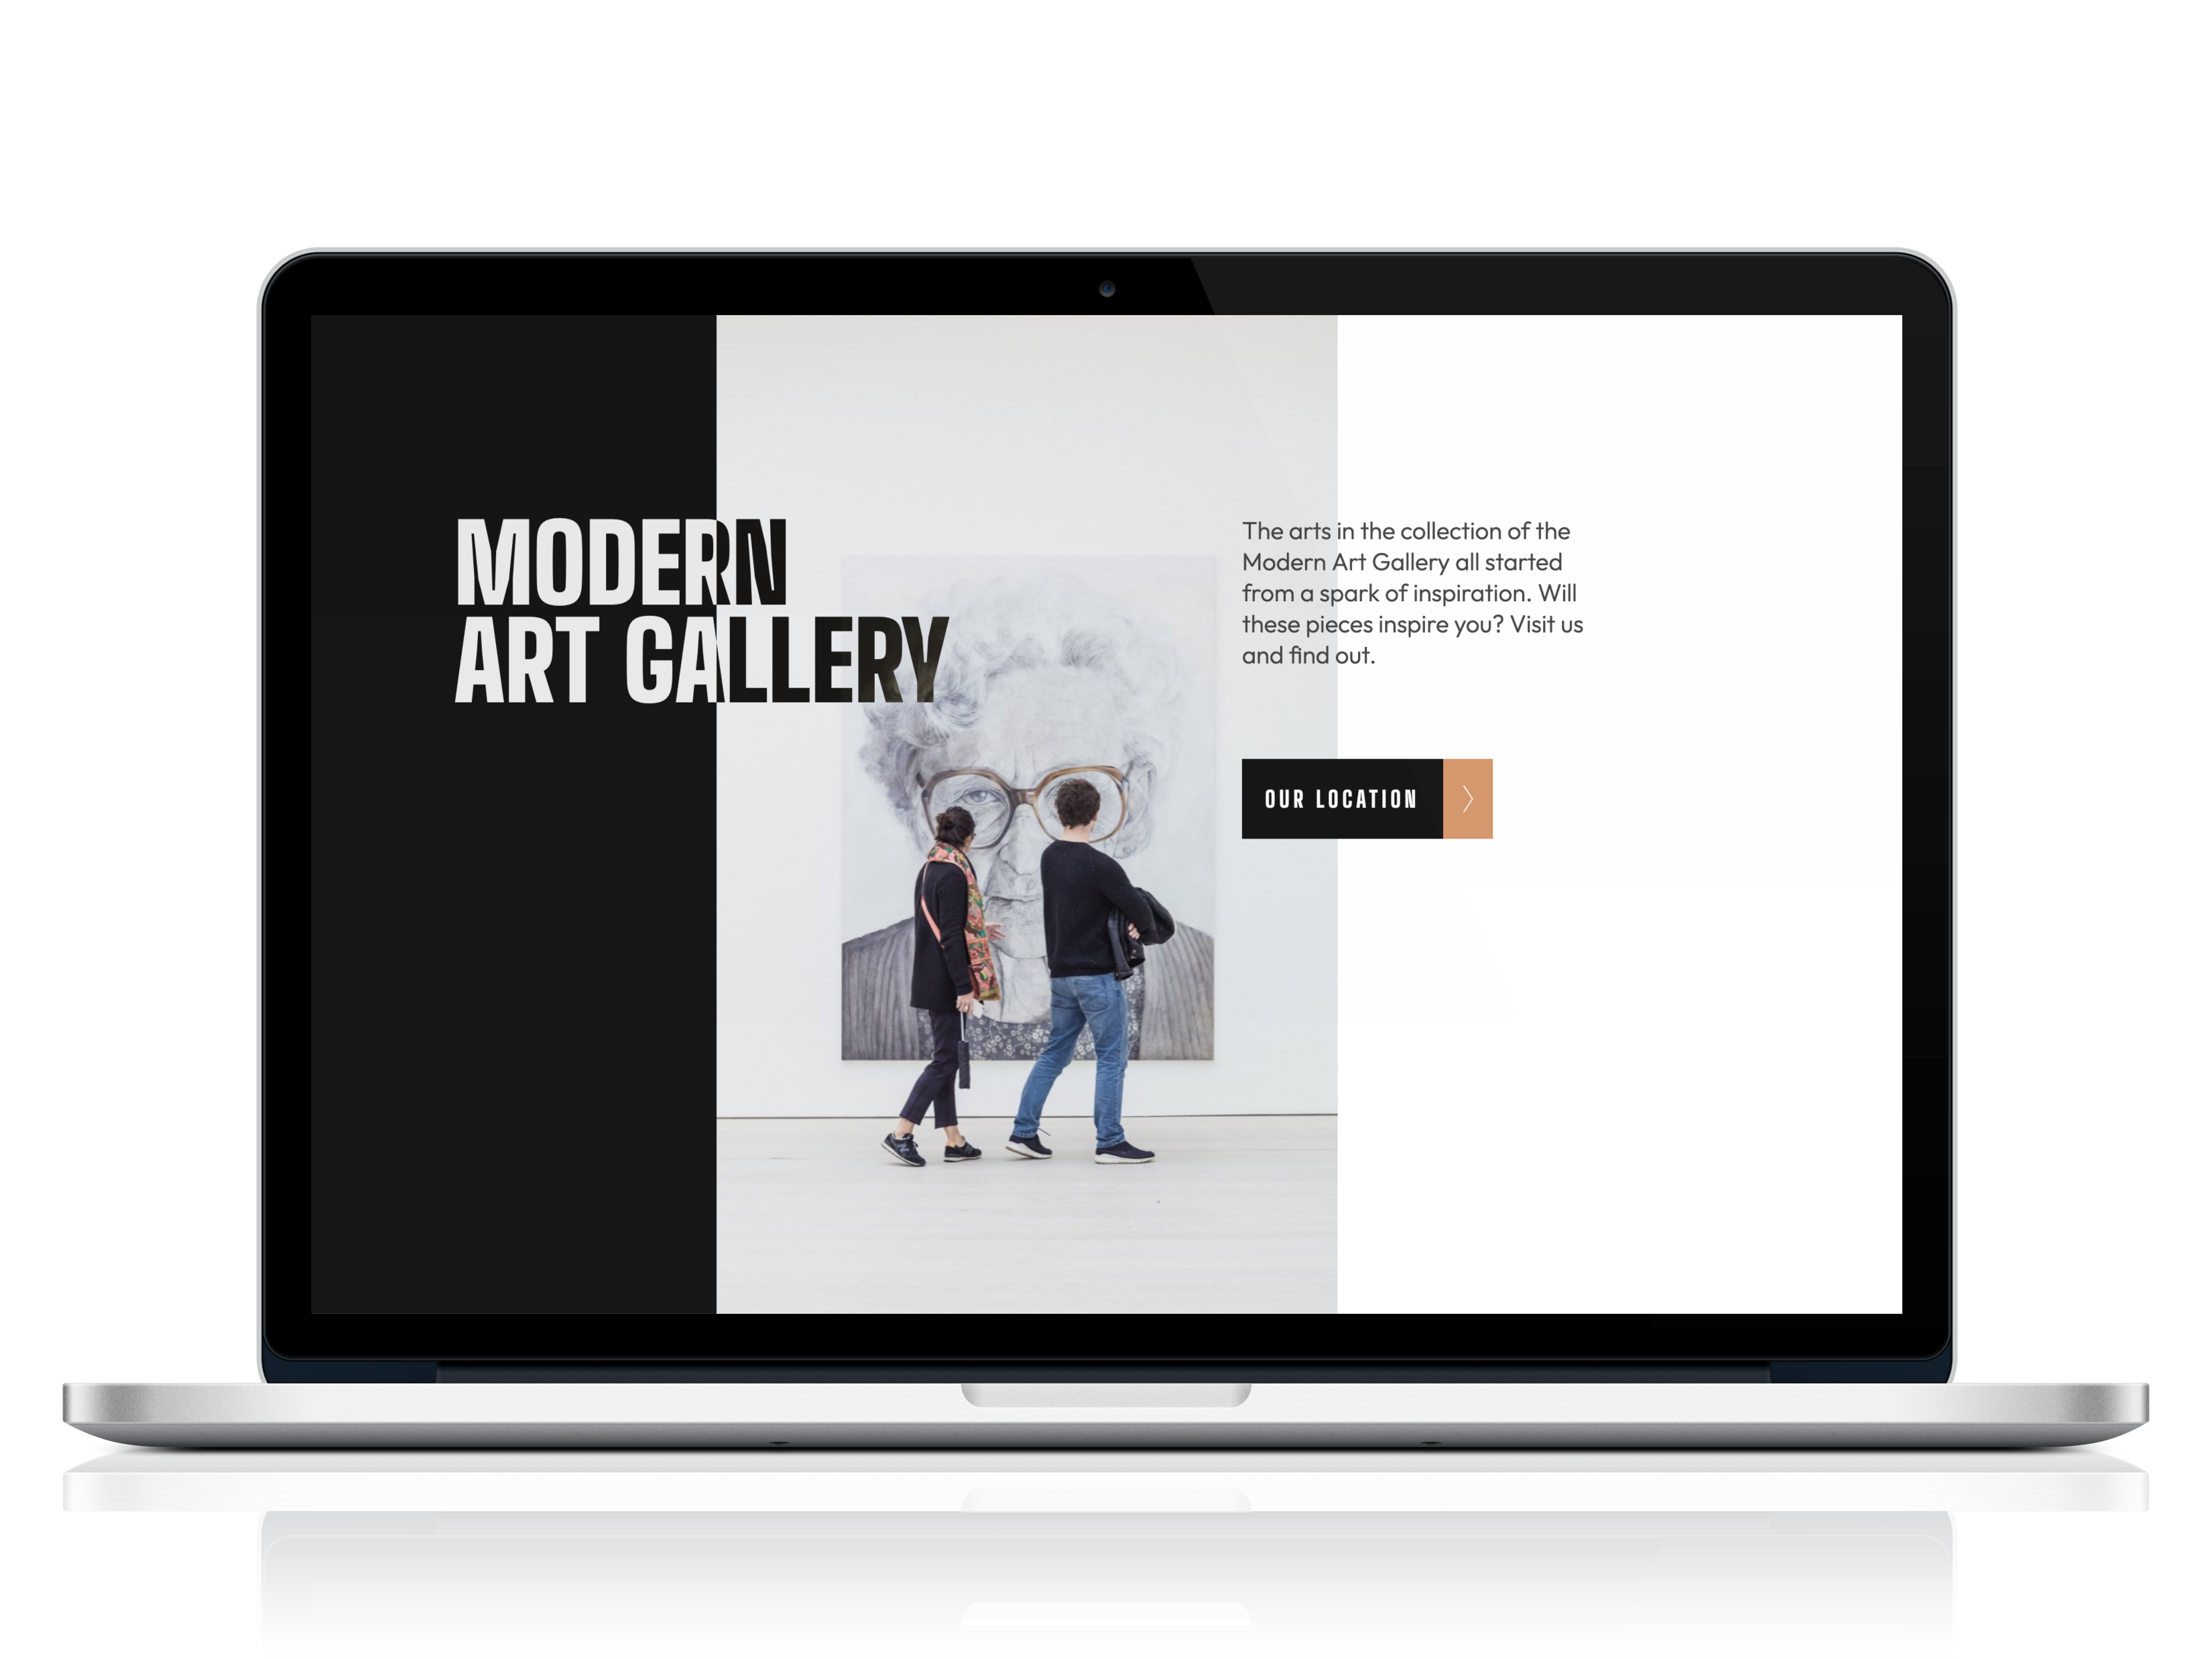 MODERN
ART GALLERY
The arts in the collection of the
Modern Art Gallery all started
from a spark of inspiration. Will
these pieces inspire you? Visit us
and find out.
OUR LOCATION